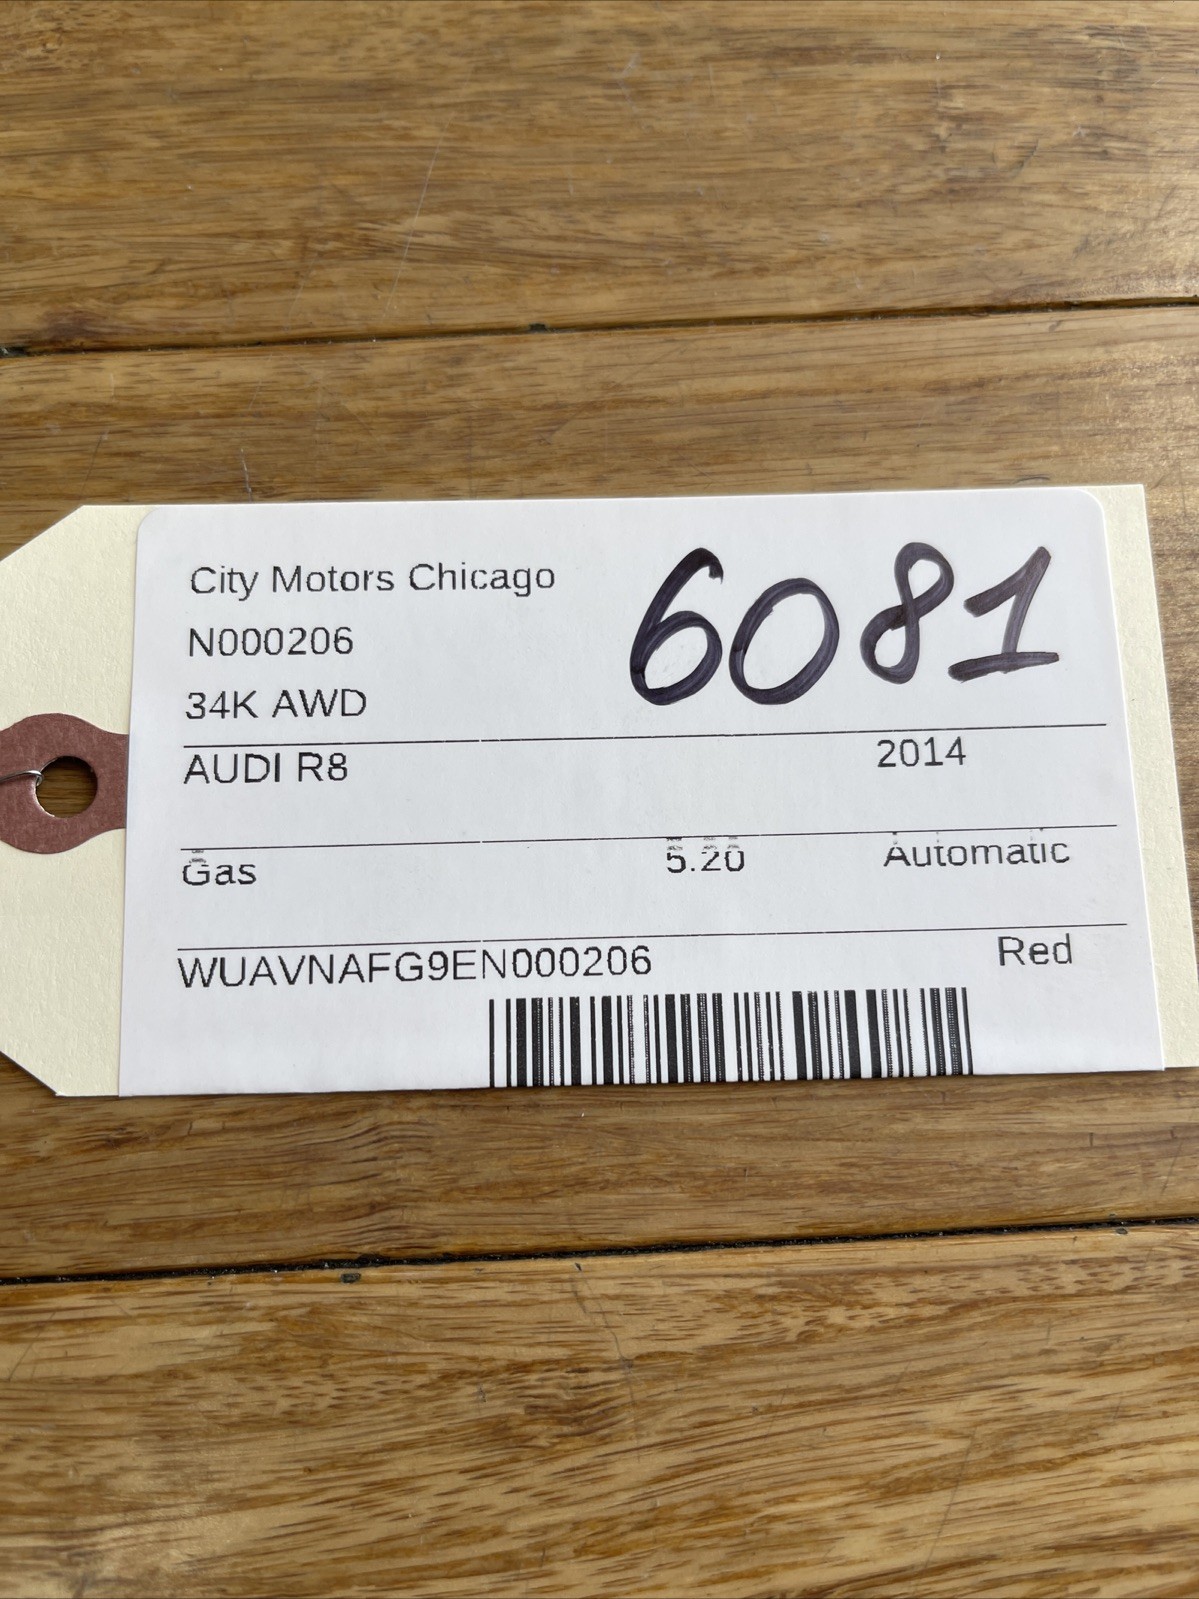 City Motors Chicago
6081
N000206
34K AWD
AUDI R8 2014
Gas 5.20 Automatic
WUAVNAFG9EN000206 Red